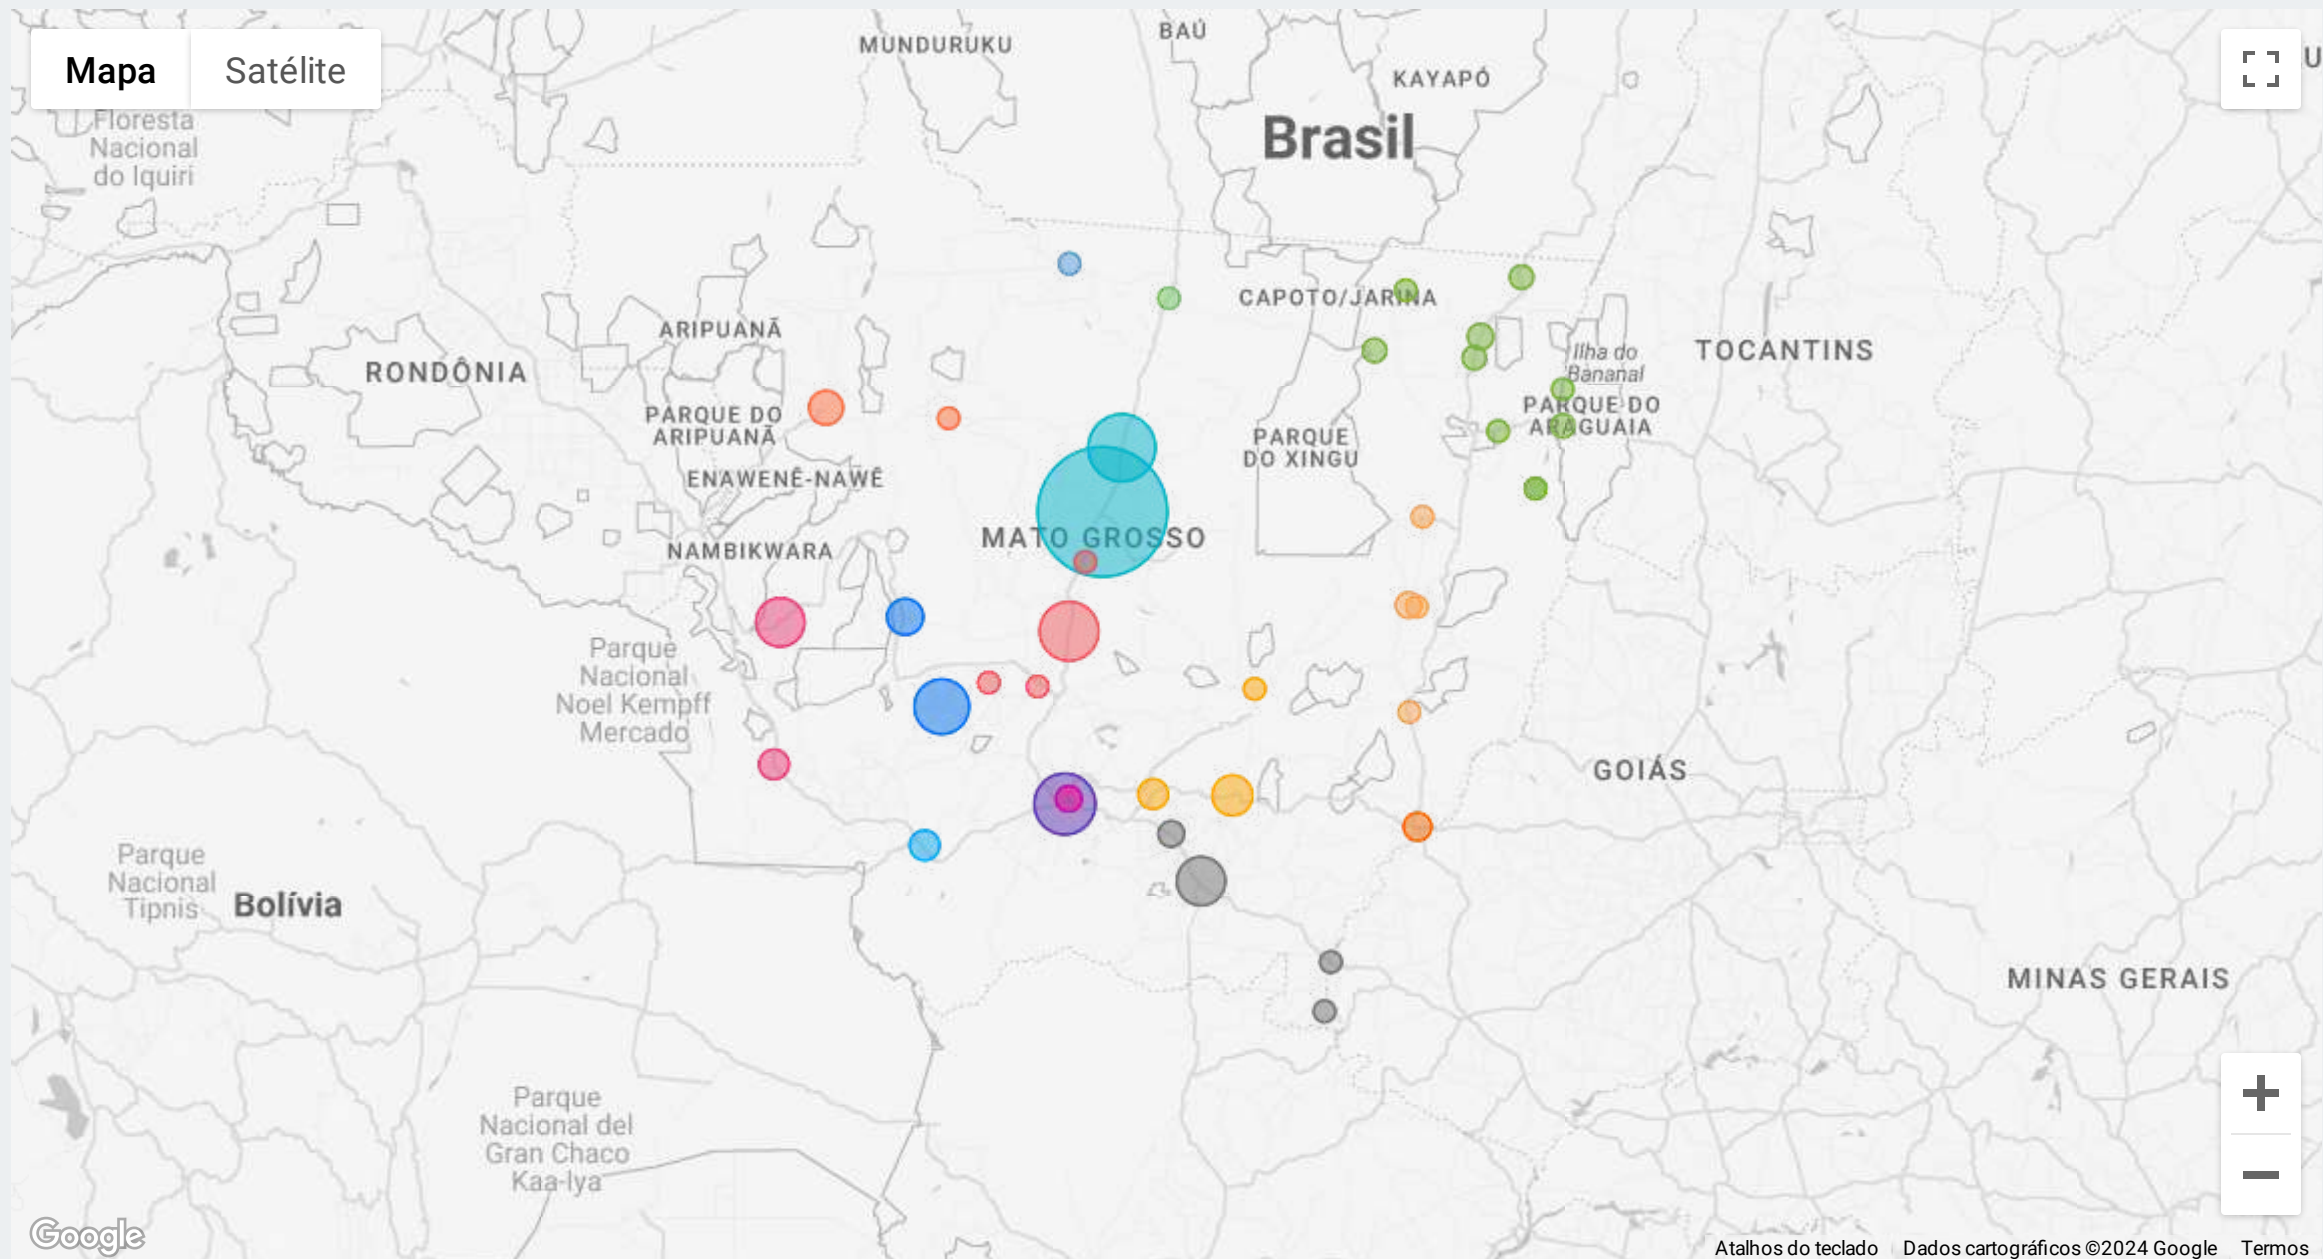 Mapa
Satélite
MUNDURUKU
BAÚ
KAYAPÓ
Brasil
Floresta
Nacional
do Iquiri
CAPOTO/JARINA
ARIPUANÃ
RONDÔNIA
TOCANTINS
Ilha do
Bananal
PARQUE DO
ARIPUANÃ
PARQUE DO
ARAGUAIA
PARQUE
DO XINGU
ENAWENÊ-NAWÊ
MATO GROSSO
NAMBIKWARA
Parque
Nacional
Noel Kempff
Mercado
GOIÁS
Parque
Nacional
Tipnis
Bolívia
MINAS GERAIS
Parque
Nacional del
Gran Chaco
Kaa-Iya
Google
Atalhos do teclado
Dados cartográficos ©2024 Google
Termos